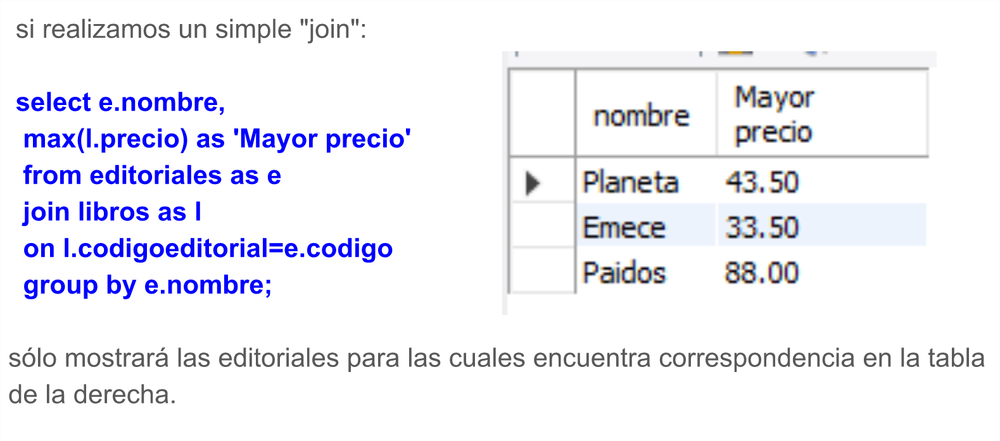 si realizamos un simple "join":
select e.nombre,
max(l.precio) as 'Mayor precio'
from editoriales as e
join libros as l
on l.codigoeditorial=e.codigo
group by e.nombre;
nombre Mayor precio
Planeta 43.50
Emece 33.50
Paidos 88.00
sólo mostrará las editoriales para las cuales encuentra correspondencia en la tabla
de la derecha.